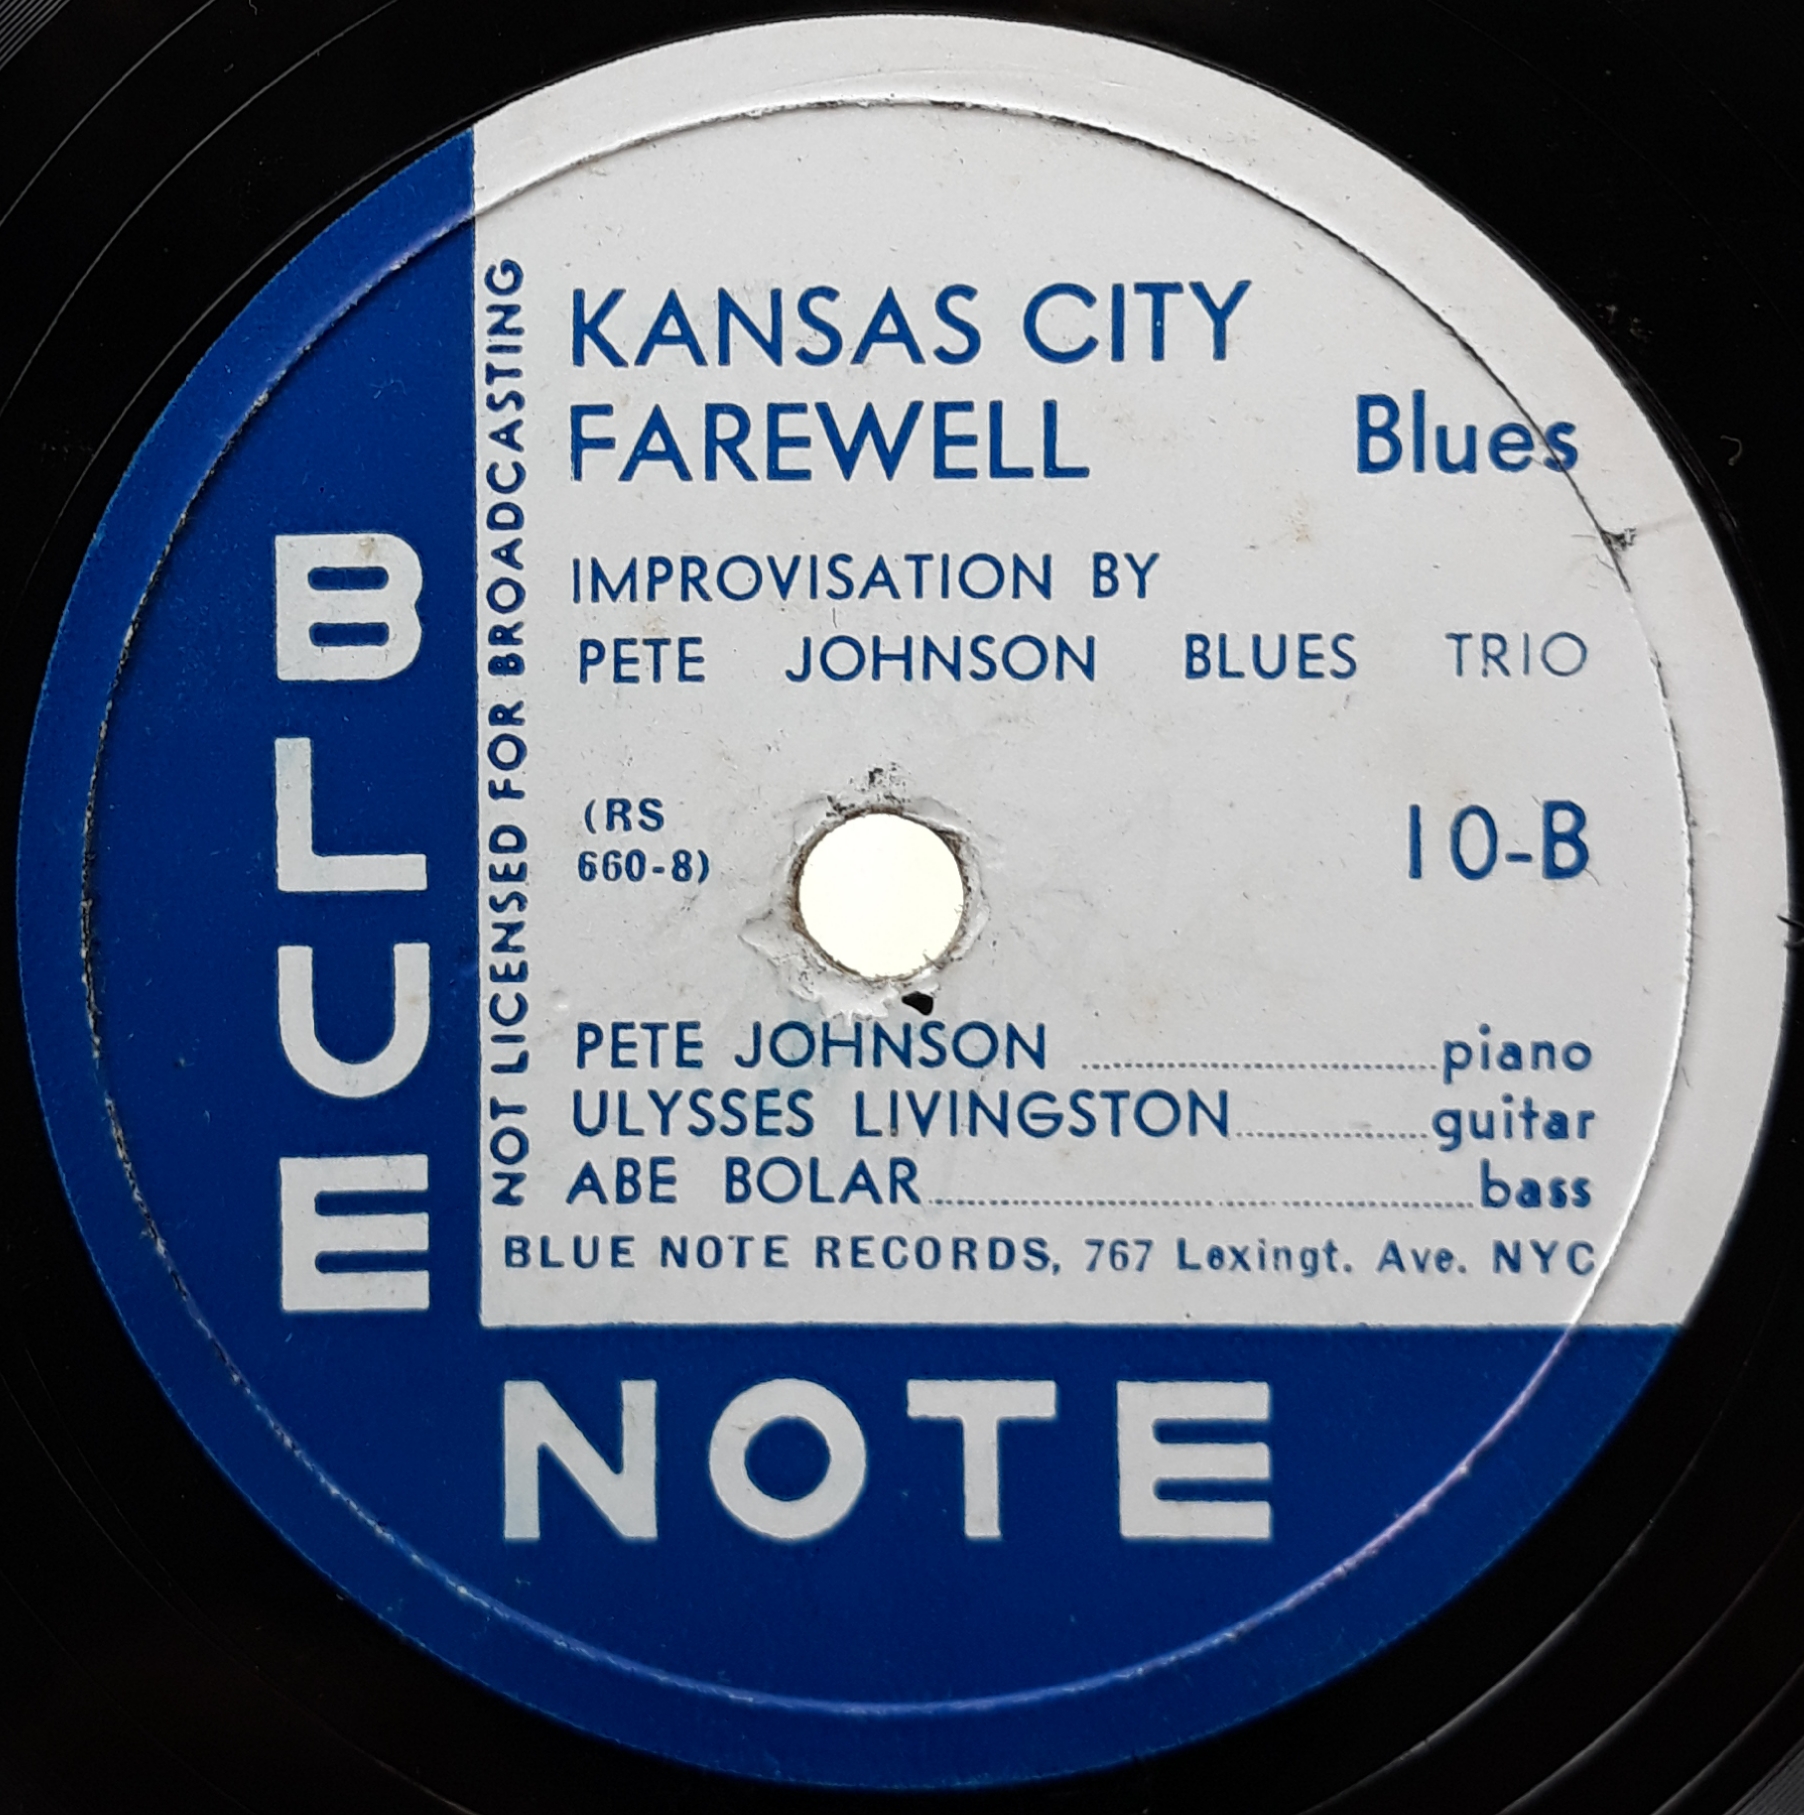 KANSAS CITY
FAREWELL Blues
IMPROVISATION BY
PETE JOHNSON BLUES TRIO
(RS
660-8)
10-B
PETE JOHNSON ........ piano
ULYSSES LIVINGSTON ........ guitar
ABE BOLAR ........ bass
BLUE NOTE RECORDS, 767 Lexingt. Ave. NYC
NOT LICENSED FOR BROADCASTING
BLUE
NOTE